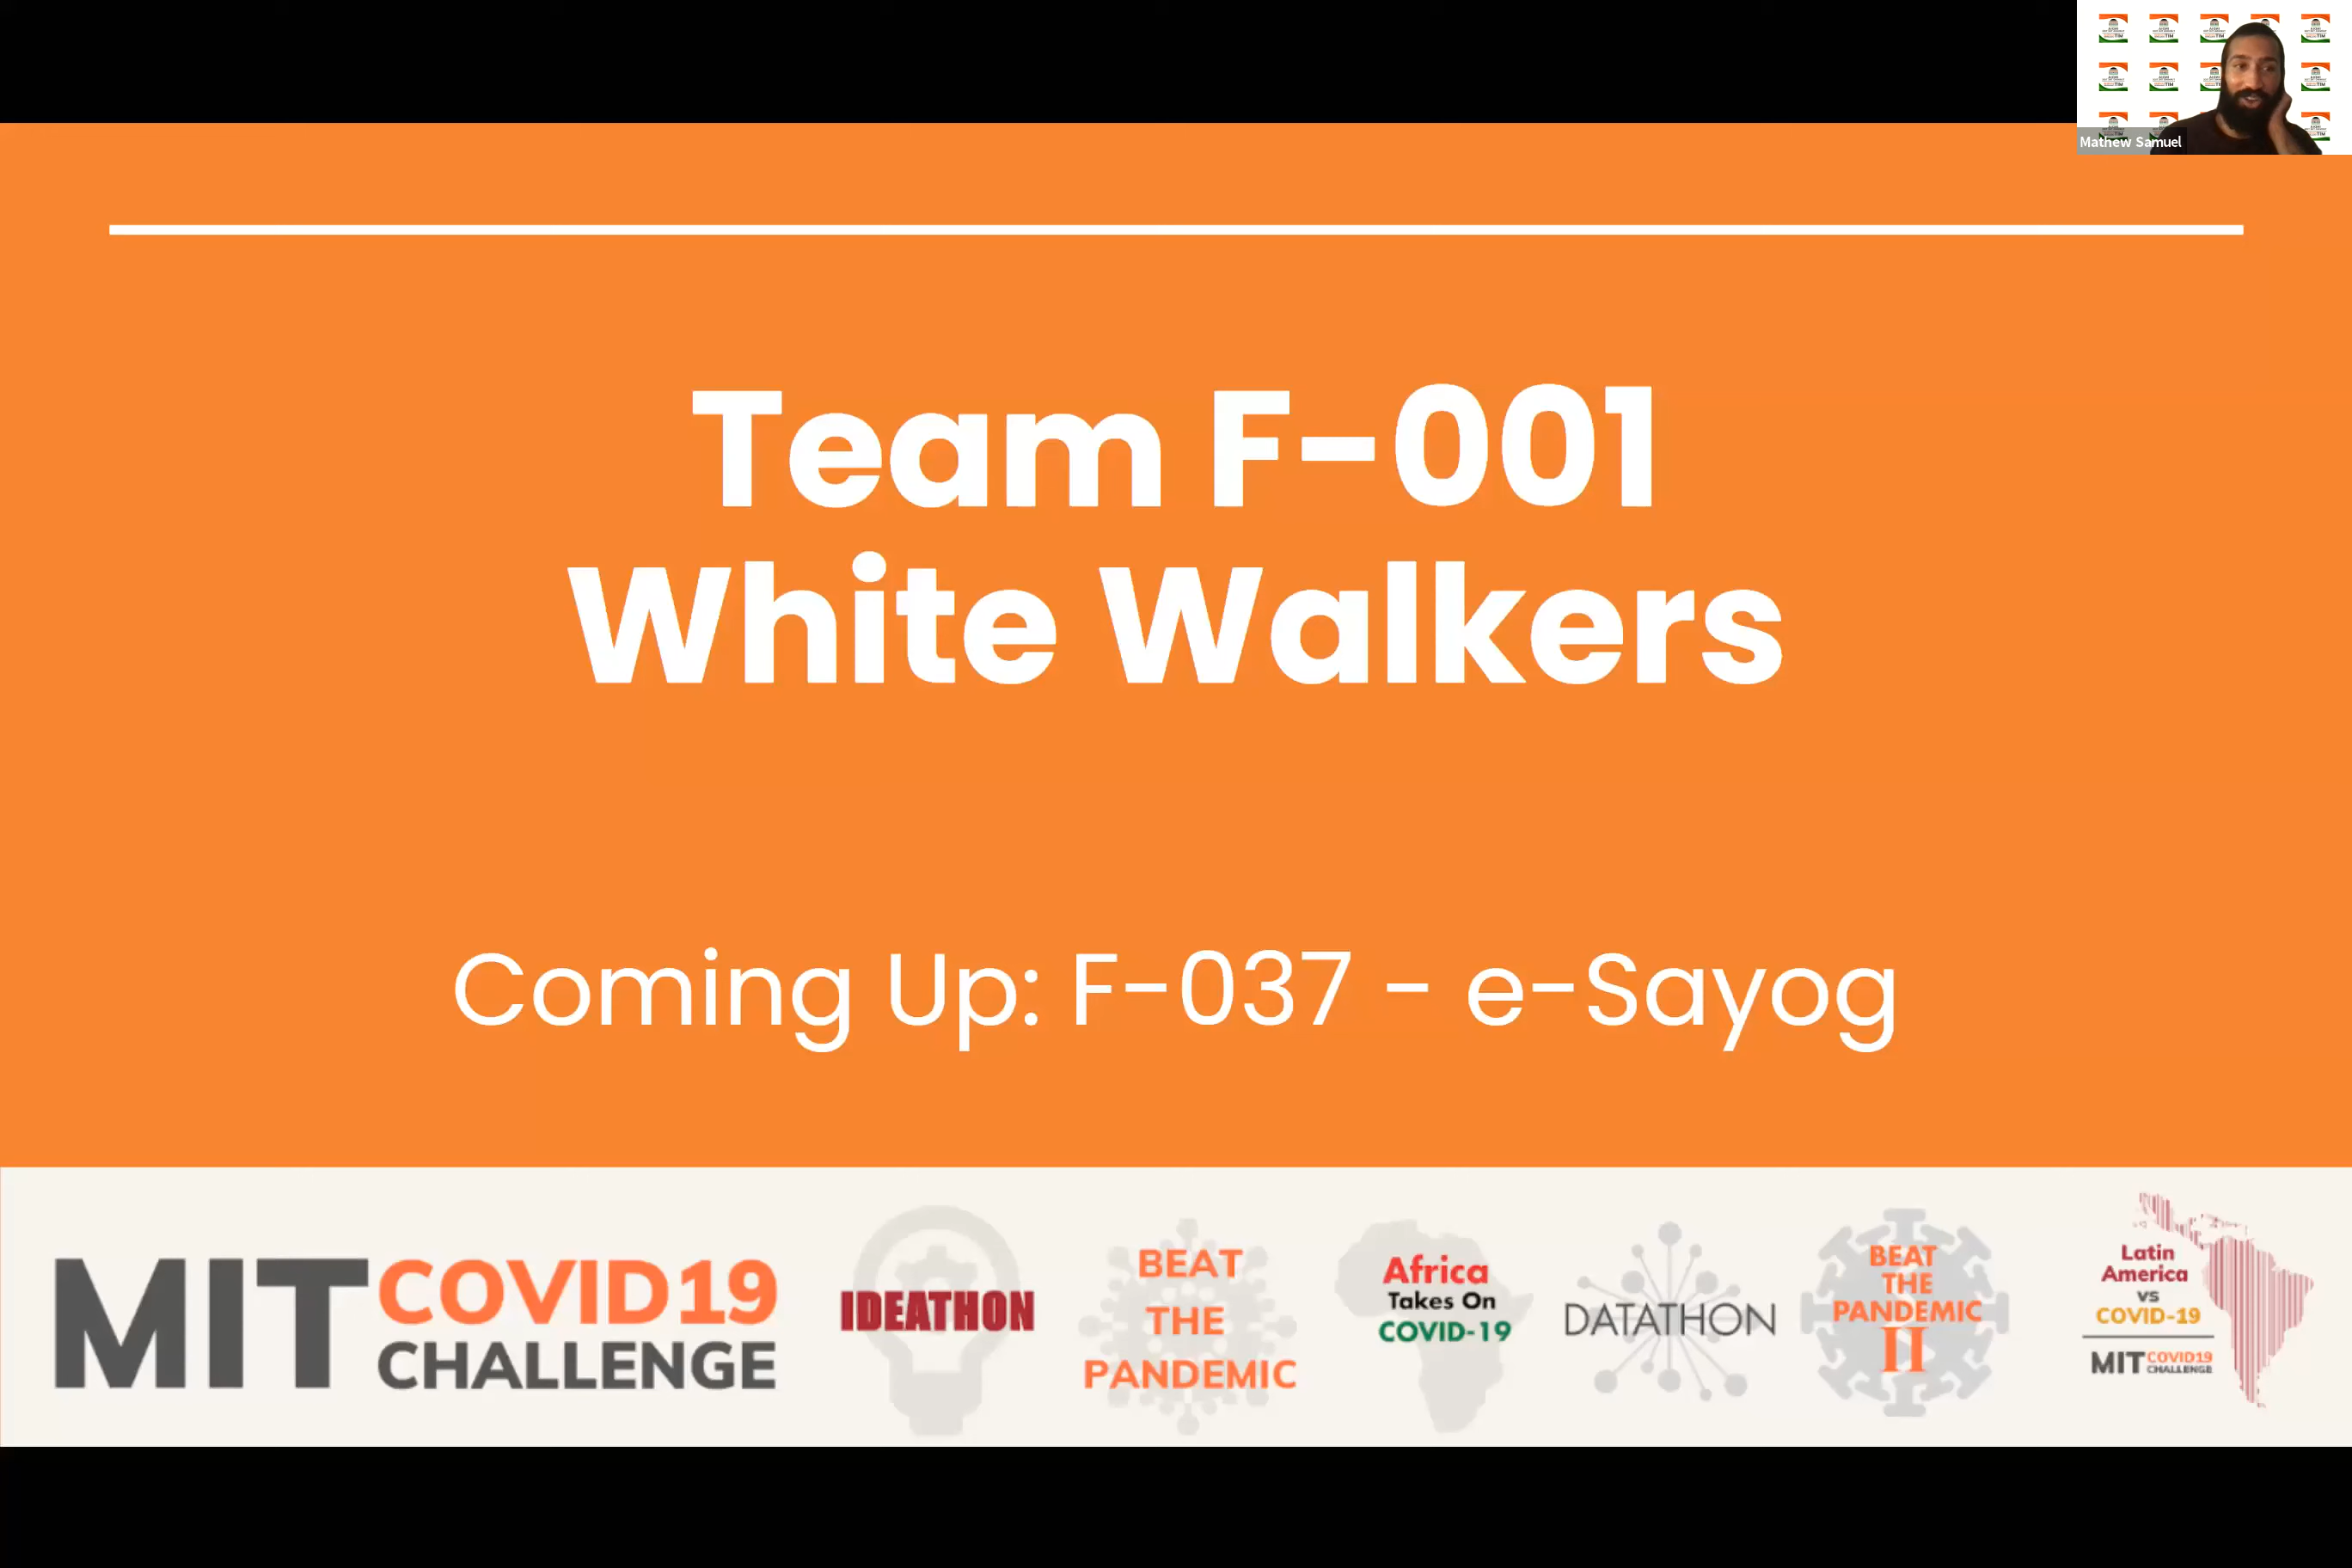 Mathew Samuel
Team F-001
White Walkers
Coming Up: F-037 - e-Sayog
MIT COVID19
CHALLENGE
IDEATHON
BEAT
THE
PANDEMIC
Africa
Takes On
COVID-19
DATATHON
BEAT
THE
PANDEMIC
II
Latin
America
vs
COVID-19
MIT COVID19
CHALLENGE